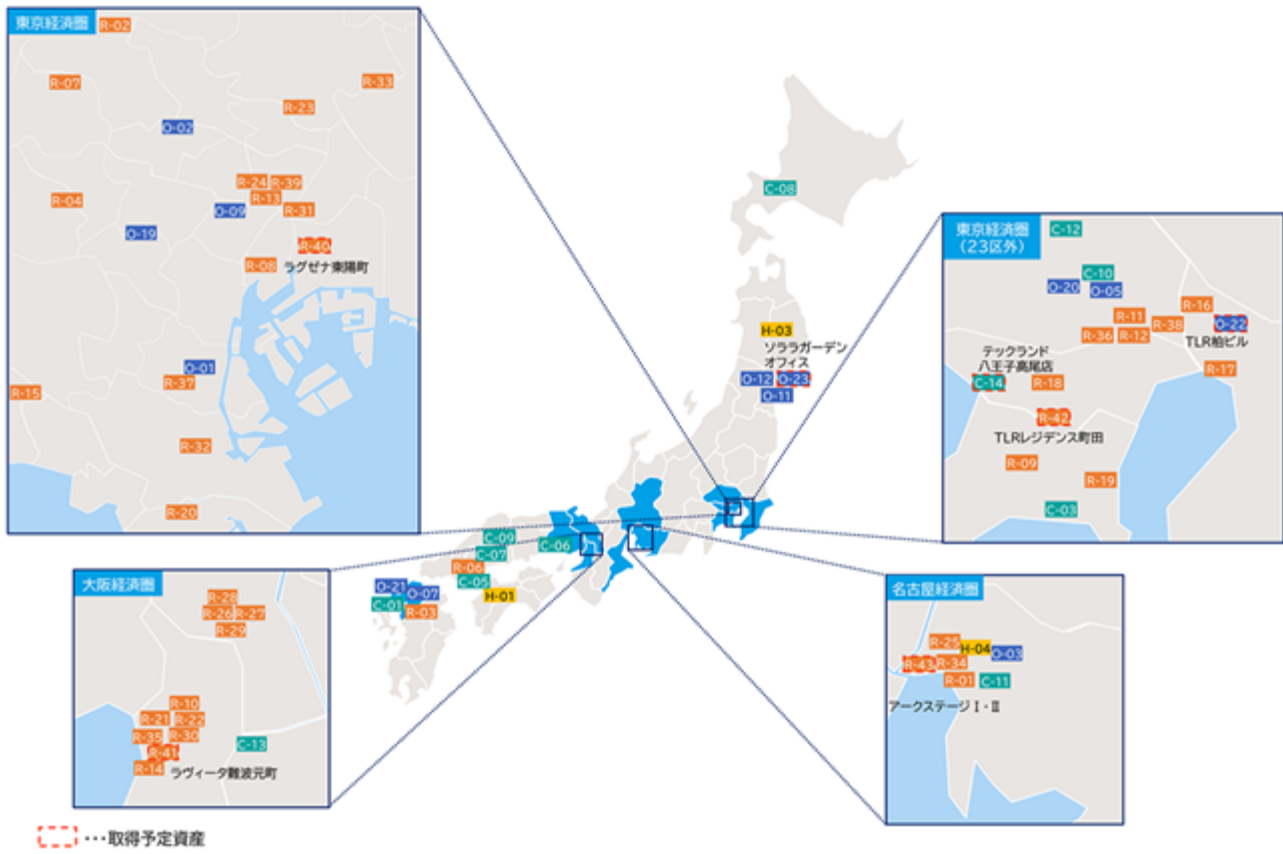 東京経済圏
R-02
R-07
R-33
R-23
O-02
R-24
R-39
R-04
R-13
O-09
R-31
O-19
R-40
ラグゼナ東陽町
R-08
O-01
R-37
R-15
R-32
R-20
C-08
H-03
ソララガーデン
オフィス
O-12
O-23
O-11
東京経済圏
（23区外）
C-12
C-10
O-20
O-05
R-16
R-11
R-38
O-22
R-36
R-12
TLR柏ビル
テックランド
八王子高尾店
R-17
C-14
R-18
R-42
TLRレジデンス町田
R-09
R-19
C-03
C-09
C-06
C-07
R-06
C-05
O-21
O-07
H-01
C-01
R-03
大阪経済圏
R-28
R-26
R-27
R-29
R-10
R-21
R-22
R-35
R-30
C-13
R-41
R-14
ラヴィータ難波元町
名古屋経済圏
R-25
H-04
O-03
R-43
R-34
R-01
C-11
アークステージⅠ・Ⅱ
･･･取得予定資産